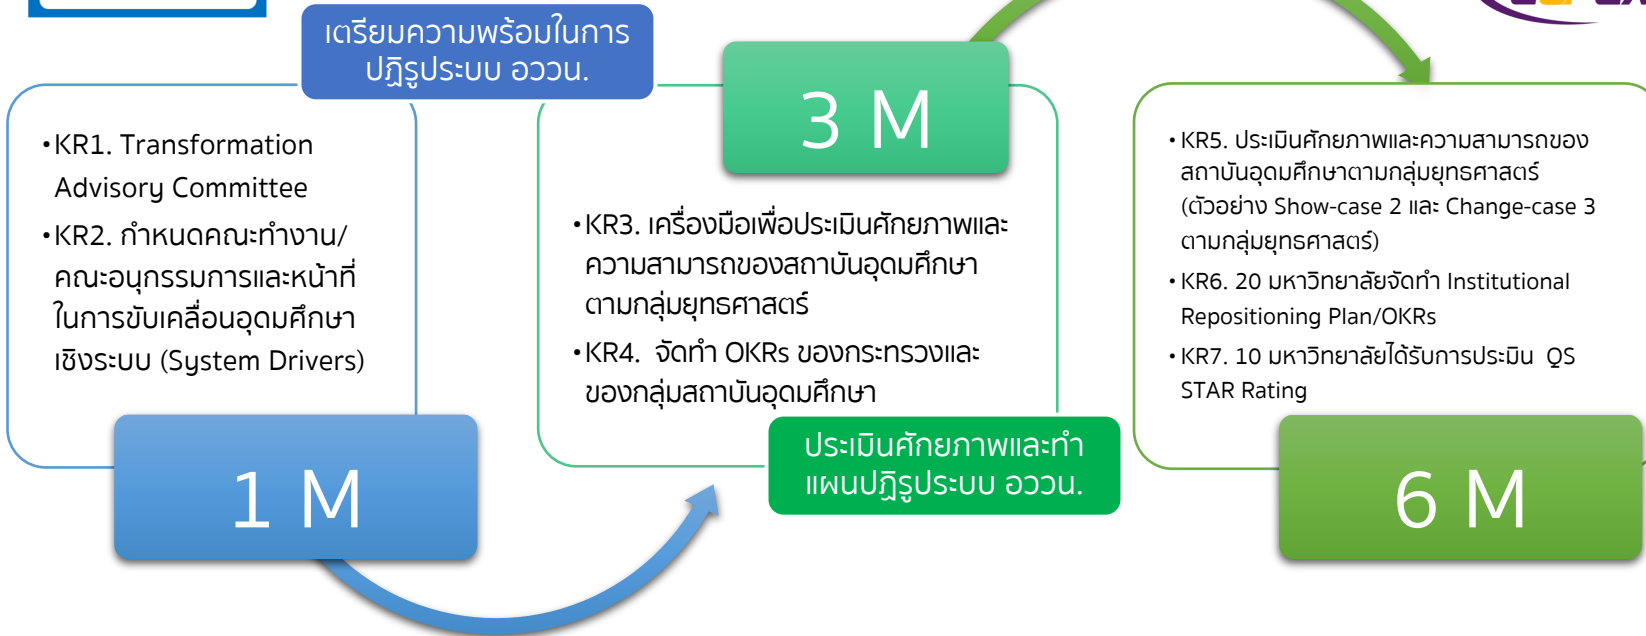 เตรียมความพร้อมในการ
ปฏิรูประบบ อววน.
•KR1. Transformation
Advisory Committee
•KR2. กำหนดคณะทำงาน/
คณะอนุกรรมการและหน้าที่
ในการขับเคลื่อนอุดมศึกษา
เชิงระบบ (System Drivers)
1 M
3 M
•KR3. เครื่องมือเพื่อประเมินศักยภาพและ
ความสามารถของสถาบันอุดมศึกษา
ตามกลุ่มยุทธศาสตร์
•KR4. จัดทำ OKRs ของกระทรวงและ
ของกลุ่มสถาบันอุดมศึกษา
ประเมินศักยภาพและทำ
แผนปฏิรูประบบ อววน.
•KR5. ประเมินศักยภาพและความสามารถของ
สถาบันอุดมศึกษาตามกลุ่มยุทธศาสตร์
(ตัวอย่าง Show-case 2 และ Change-case 3
ตามกลุ่มยุทธศาสตร์)
•KR6. 20 มหาวิทยาลัยจัดทำ Institutional
Repositioning Plan/OKRs
•KR7. 10 มหาวิทยาลัยได้รับการประมิน QS
STAR Rating
6 M